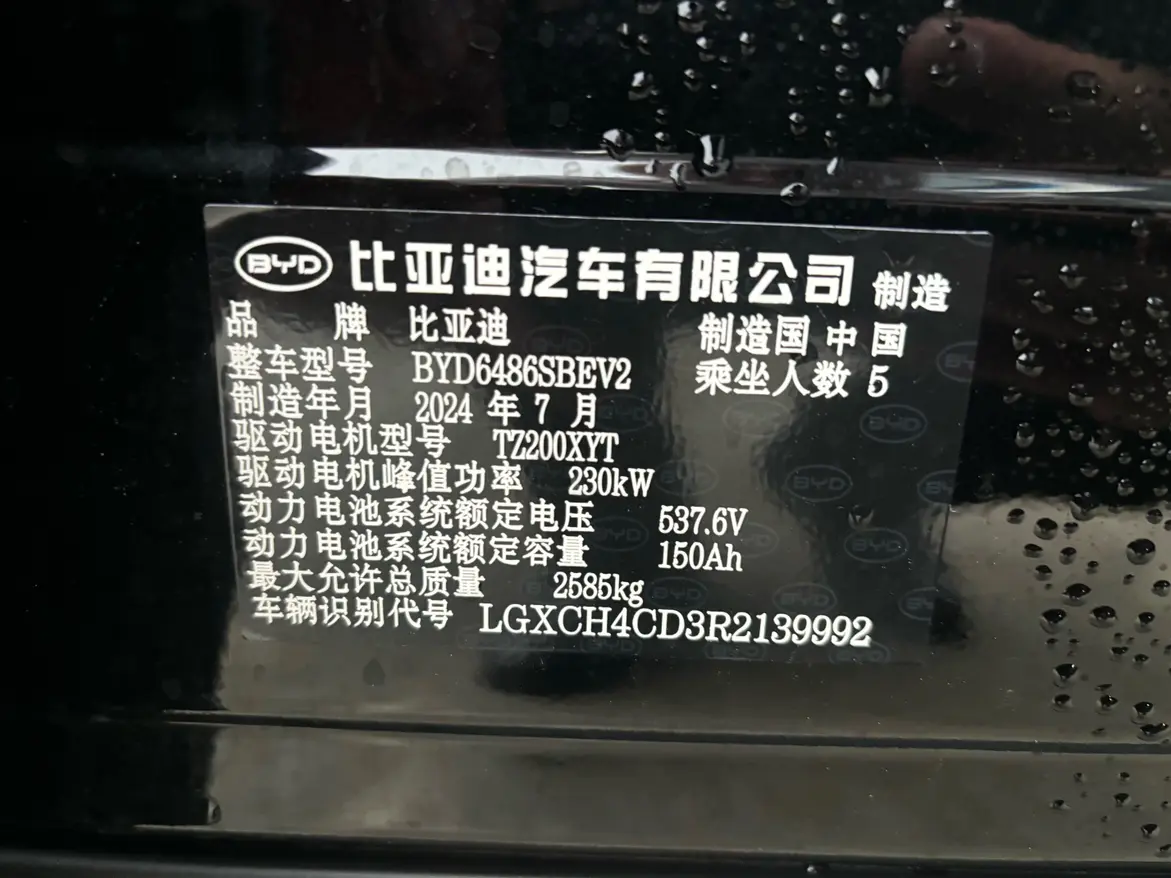 BYD 比亚迪汽车有限公司 制造
品 牌 比亚迪 制造国 中国
整车型号 BYD6486SBEV2 乘坐人数 5
制造年月 2024 年 7 月
驱动电机型号 TZ200XYT
驱动电机峰值功率 230kW
动力电池系统额定电压 537.6V
动力电池系统额定容量 150Ah
最大允许总质量 2585kg
车辆识别代号 LGXCH4CD3R2139992